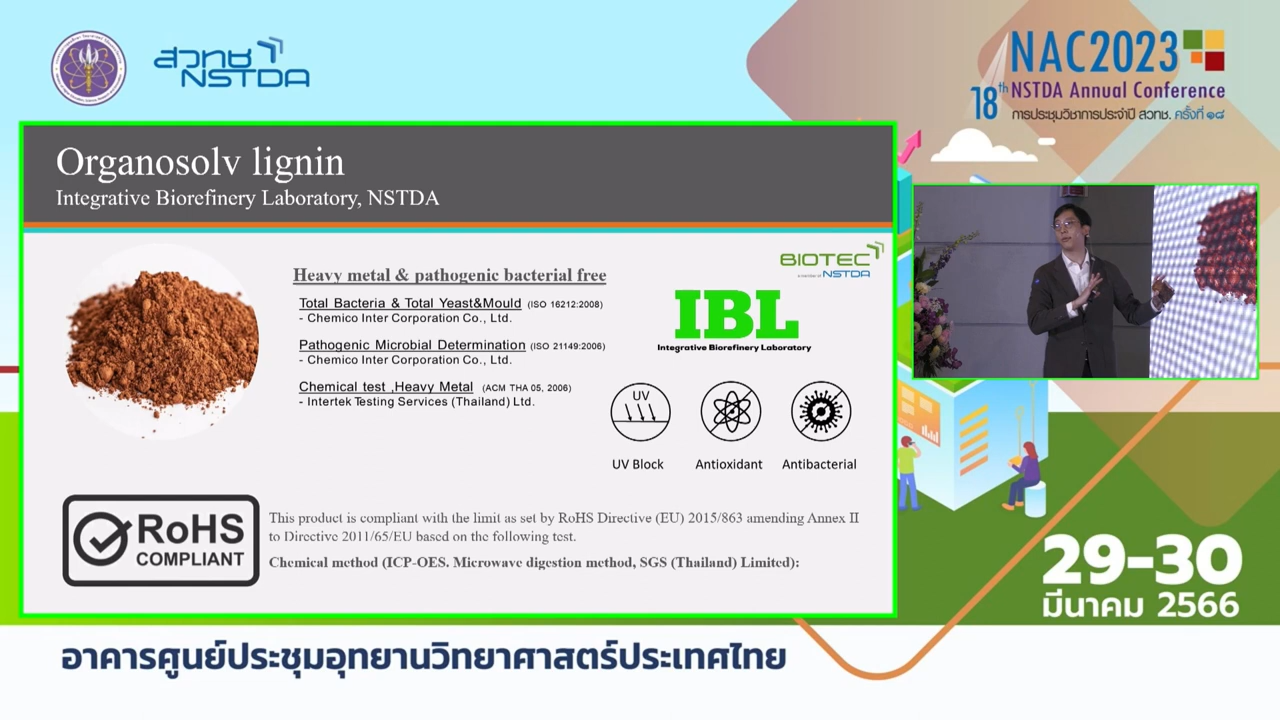 สวทช
NSTDA
NAC2023
18th NSTDA Annual Conference
การประชุมวิชาการประจำปี สวทช. ครั้งที่ ๑๘
Organosolv lignin
Integrative Biorefinery Laboratory, NSTDA
Heavy metal & pathogenic bacterial free
Total Bacteria & Total Yeast&Mould (ISO 16212:2008)
- Chemico Inter Corporation Co., Ltd.
Pathogenic Microbial Determination (ISO 21149:2006)
- Chemico Inter Corporation Co., Ltd.
Chemical test ,Heavy Metal (ACM THA 05, 2006)
- Intertek Testing Services (Thailand) Ltd.
BIOTEC
a member of NSTDA
IBL
Integrative Biorefinery Laboratory
UV
UV Block
Antioxidant
Antibacterial
RoHS
COMPLIANT
This product is compliant with the limit as set by RoHS Directive (EU) 2015/863 amending Annex II
to Directive 2011/65/EU based on the following test.
Chemical method (ICP-OES. Microwave digestion method, SGS (Thailand) Limited):
29-30
มีนาคม 2566
อาคารศูนย์ประชุมอุทยานวิทยาศาสตร์ประเทศไทย